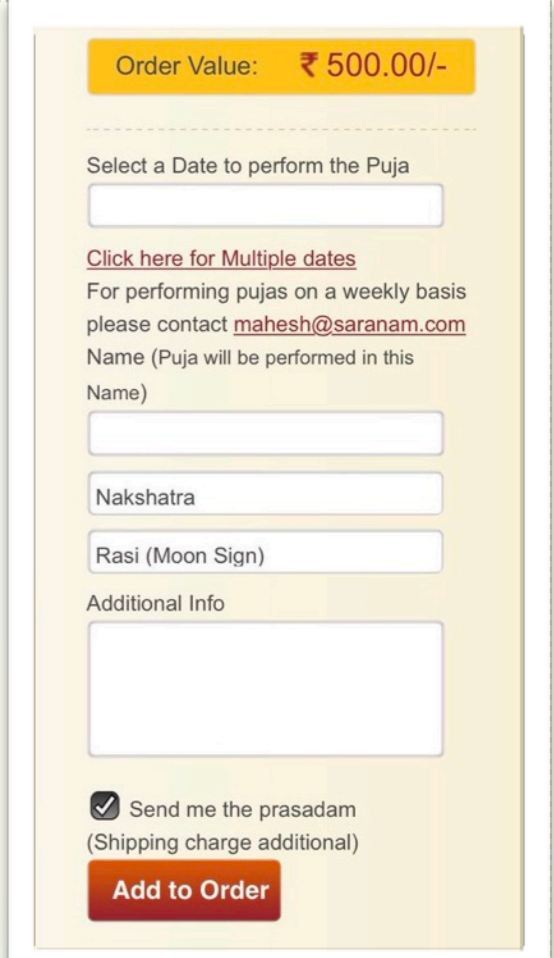 Order Value: ₹ 500.00/-
Select a Date to perform the Puja
Click here for Multiple dates
For performing pujas on a weekly basis
please contact mahesh@saranam.com
Name (Puja will be performed in this
Name)
Nakshatra
Rasi (Moon Sign)
Additional Info
Send me the prasadam
(Shipping charge additional)
Add to Order